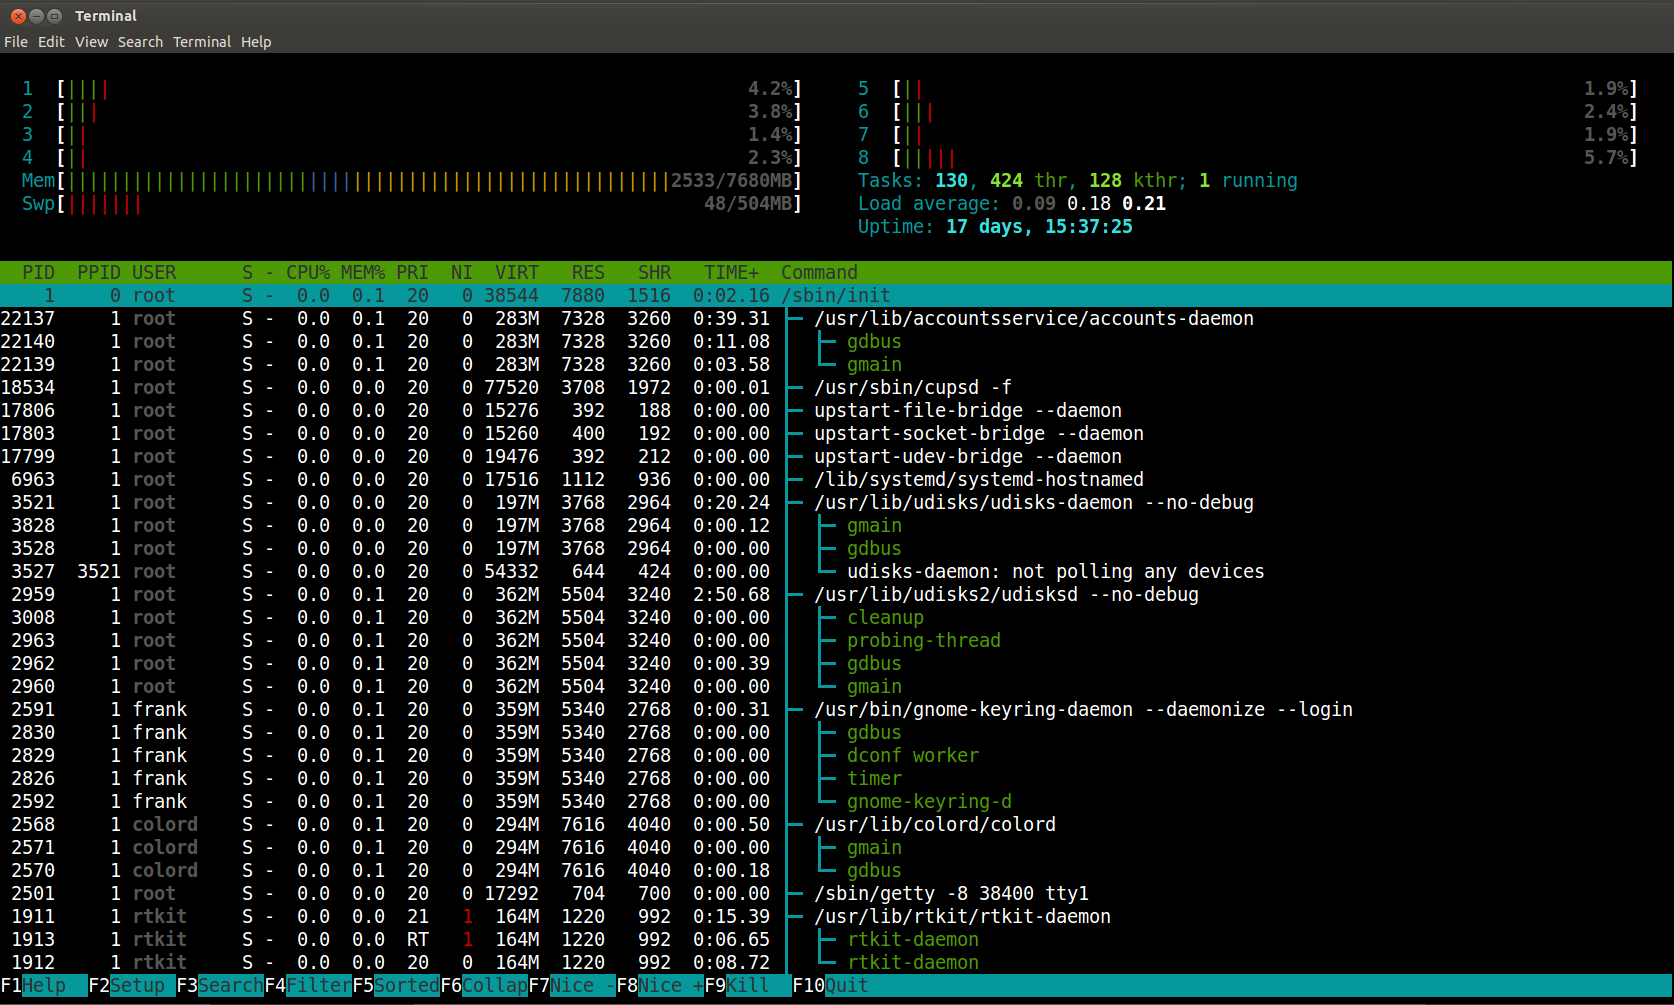 Terminal
File Edit View Search Terminal Help
1 [|||| 4.2%] 5 [|| 1.9%]
2 [||| 3.8%] 6 [||| 2.4%]
3 [|| 1.4%] 7 [|| 1.9%]
4 [|| 2.3%] 8 [||||| 5.7%]
Mem[|||||||||||||||||||||||||||||||||||||||||||||||||||||||2533/7680MB] Tasks: 130, 424 thr, 128 kthr; 1 running
Swp[||||||| 48/504MB] Load average: 0.09 0.18 0.21
Uptime: 17 days, 15:37:25
PID PPID USER S - CPU% MEM% PRI NI VIRT RES SHR TIME+ Command
1 0 root S - 0.0 0.1 20 0 38544 7880 1516 0:02.16 /sbin/init
22137 1 root S - 0.0 0.1 20 0 283M 7328 3260 0:39.31 ├─ /usr/lib/accountsservice/accounts-daemon
22140 1 root S - 0.0 0.1 20 0 283M 7328 3260 0:11.08 │ ├─ gdbus
22139 1 root S - 0.0 0.1 20 0 283M 7328 3260 0:03.58 │ └─ gmain
18534 1 root S - 0.0 0.0 20 0 77520 3708 1972 0:00.01 ├─ /usr/sbin/cupsd -f
17806 1 root S - 0.0 0.0 20 0 15276 392 188 0:00.00 ├─ upstart-file-bridge --daemon
17803 1 root S - 0.0 0.0 20 0 15260 400 192 0:00.00 ├─ upstart-socket-bridge --daemon
17799 1 root S - 0.0 0.0 20 0 19476 392 212 0:00.00 ├─ upstart-udev-bridge --daemon
6963 1 root S - 0.0 0.0 20 0 17516 1112 936 0:00.00 ├─ /lib/systemd/systemd-hostnamed
3521 1 root S - 0.0 0.0 20 0 197M 3768 2964 0:20.24 ├─ /usr/lib/udisks/udisks-daemon --no-debug
3828 1 root S - 0.0 0.0 20 0 197M 3768 2964 0:00.12 │ ├─ gmain
3528 1 root S - 0.0 0.0 20 0 197M 3768 2964 0:00.00 │ ├─ gdbus
3527 3521 root S - 0.0 0.0 20 0 54332 644 424 0:00.00 │ └─ udisks-daemon: not polling any devices
2959 1 root S - 0.0 0.1 20 0 362M 5504 3240 2:50.68 ├─ /usr/lib/udisks2/udisksd --no-debug
3008 1 root S - 0.0 0.1 20 0 362M 5504 3240 0:00.00 │ ├─ cleanup
2963 1 root S - 0.0 0.1 20 0 362M 5504 3240 0:00.00 │ ├─ probing-thread
2962 1 root S - 0.0 0.1 20 0 362M 5504 3240 0:00.39 │ ├─ gdbus
2960 1 root S - 0.0 0.1 20 0 362M 5504 3240 0:00.00 │ └─ gmain
2591 1 frank S - 0.0 0.1 20 0 359M 5340 2768 0:00.31 ├─ /usr/bin/gnome-keyring-daemon --daemonize --login
2830 1 frank S - 0.0 0.1 20 0 359M 5340 2768 0:00.00 │ ├─ gdbus
2829 1 frank S - 0.0 0.1 20 0 359M 5340 2768 0:00.00 │ ├─ dconf worker
2826 1 frank S - 0.0 0.1 20 0 359M 5340 2768 0:00.00 │ ├─ timer
2592 1 frank S - 0.0 0.1 20 0 359M 5340 2768 0:00.00 │ └─ gnome-keyring-d
2568 1 colord S - 0.0 0.1 20 0 294M 7616 4040 0:00.50 ├─ /usr/lib/colord/colord
2571 1 colord S - 0.0 0.1 20 0 294M 7616 4040 0:00.00 │ ├─ gmain
2570 1 colord S - 0.0 0.1 20 0 294M 7616 4040 0:00.18 │ └─ gdbus
2501 1 root S - 0.0 0.0 20 0 17292 704 700 0:00.00 ├─ /sbin/getty -8 38400 tty1
1911 1 rtkit S - 0.0 0.0 21 1 164M 1220 992 0:15.39 ├─ /usr/lib/rtkit/rtkit-daemon
1913 1 rtkit S - 0.0 0.0 RT 1 164M 1220 992 0:06.65 │ ├─ rtkit-daemon
1912 1 rtkit S - 0.0 0.0 20 0 164M 1220 992 0:08.72 │ └─ rtkit-daemon
F1Help F2Setup F3SearchF4FilterF5SortedF6CollapF7Nice -F8Nice +F9Kill F10Quit